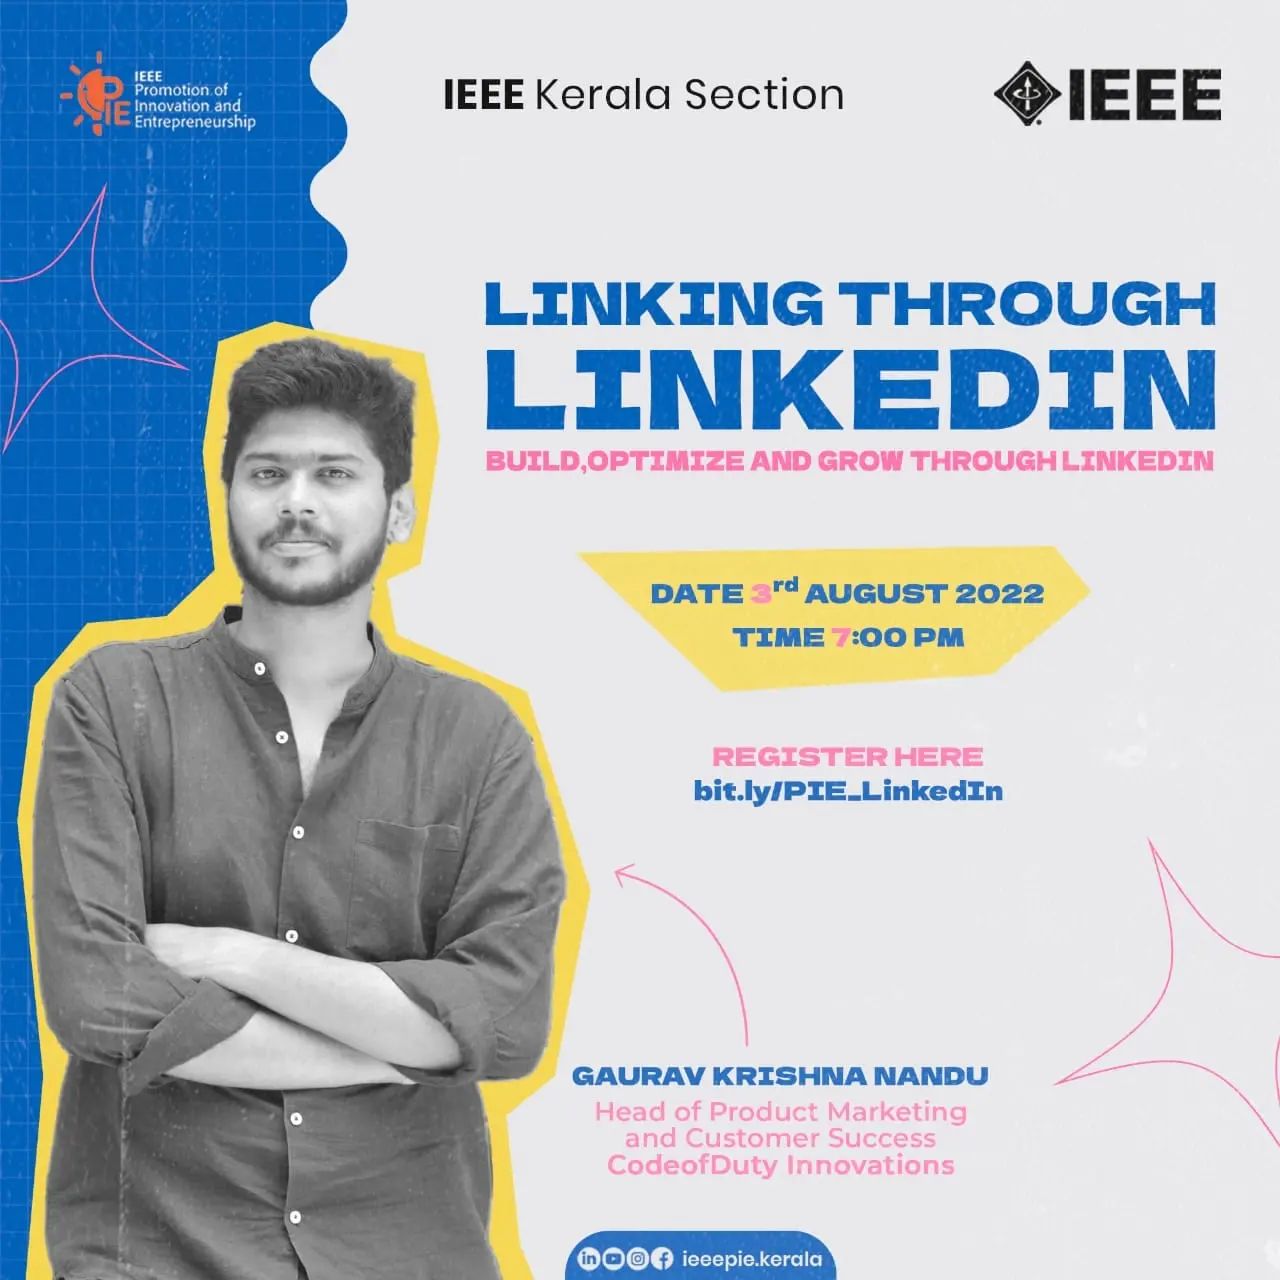 IEEE
Promotion of
Innovation and
Entrepreneurship
PIE
IEEE Kerala Section
IEEE
LINKING THROUGH
LINKEDIN
BUILD,OPTIMIZE AND GROW THROUGH LINKEDIN
DATE 3rd AUGUST 2022
TIME 7:00 PM
REGISTER HERE
bit.ly/PIE_LinkedIn
GAURAV KRISHNA NANDU
Head of Product Marketing
and Customer Success
CodeofDuty Innovations
in ieeepie.kerala